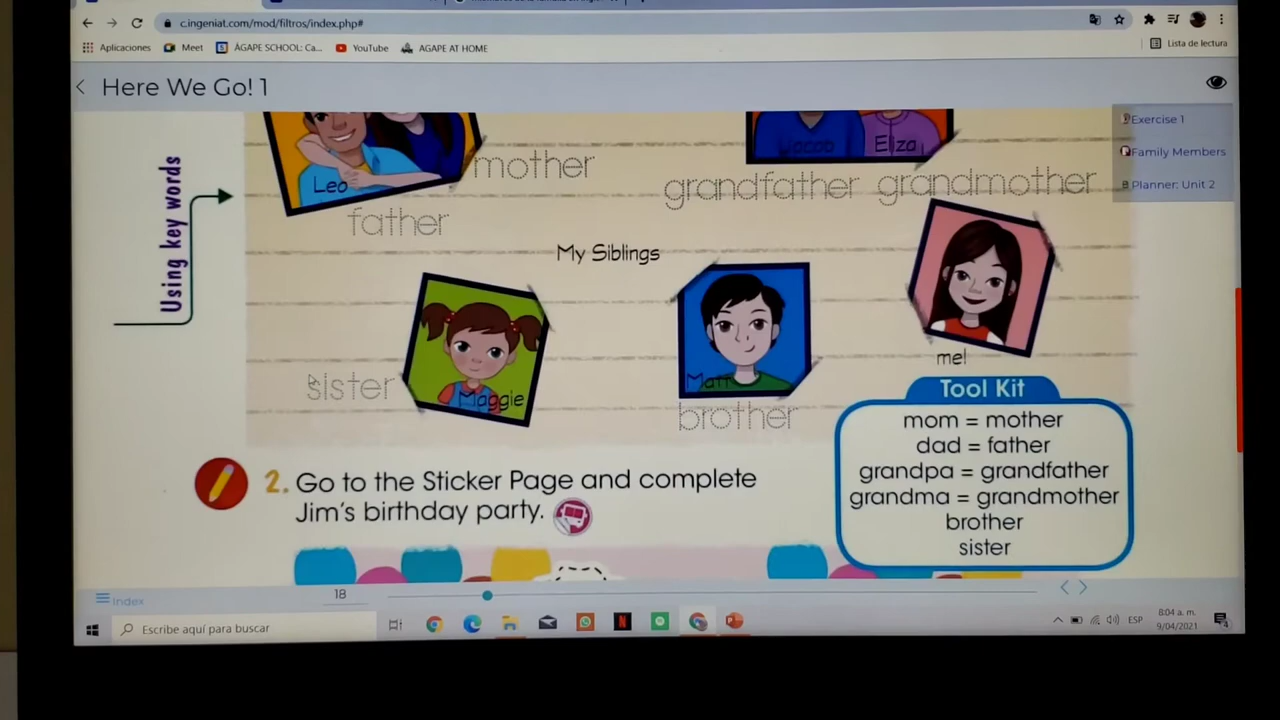 c.ingeniat.com/mod/filtros/index.php#
Aplicaciones
Meet
ÁGAPE SCHOOL: Ca...
YouTube
AGAPE AT HOME
Lista de lectura
Here We Go! 1
Exercise 1
Family Members
Planner: Unit 2
Using key words
Leo
mother
father
Jacob
Eliza
grandfather
grandmother
My Siblings
sister
Maggie
Matt
brother
me!
Tool Kit
mom = mother
dad = father
grandpa = grandfather
grandma = grandmother
brother
sister
2. Go to the Sticker Page and complete
Jim's birthday party.
Index
18
Escribe aquí para buscar
ESP
8:04 a. m.
9/04/2021